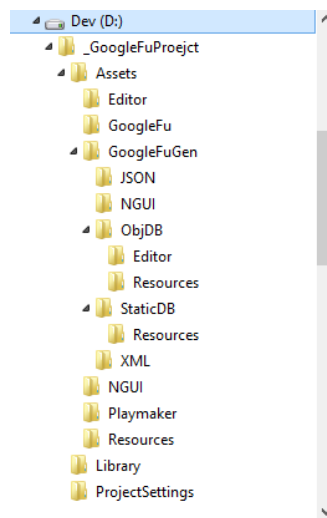 Dev (D:)
_GoogleFuProejct
Assets
Editor
GoogleFu
GoogleFuGen
JSON
NGUI
ObjDB
Editor
Resources
StaticDB
Resources
XML
NGUI
Playmaker
Resources
Library
ProjectSettings